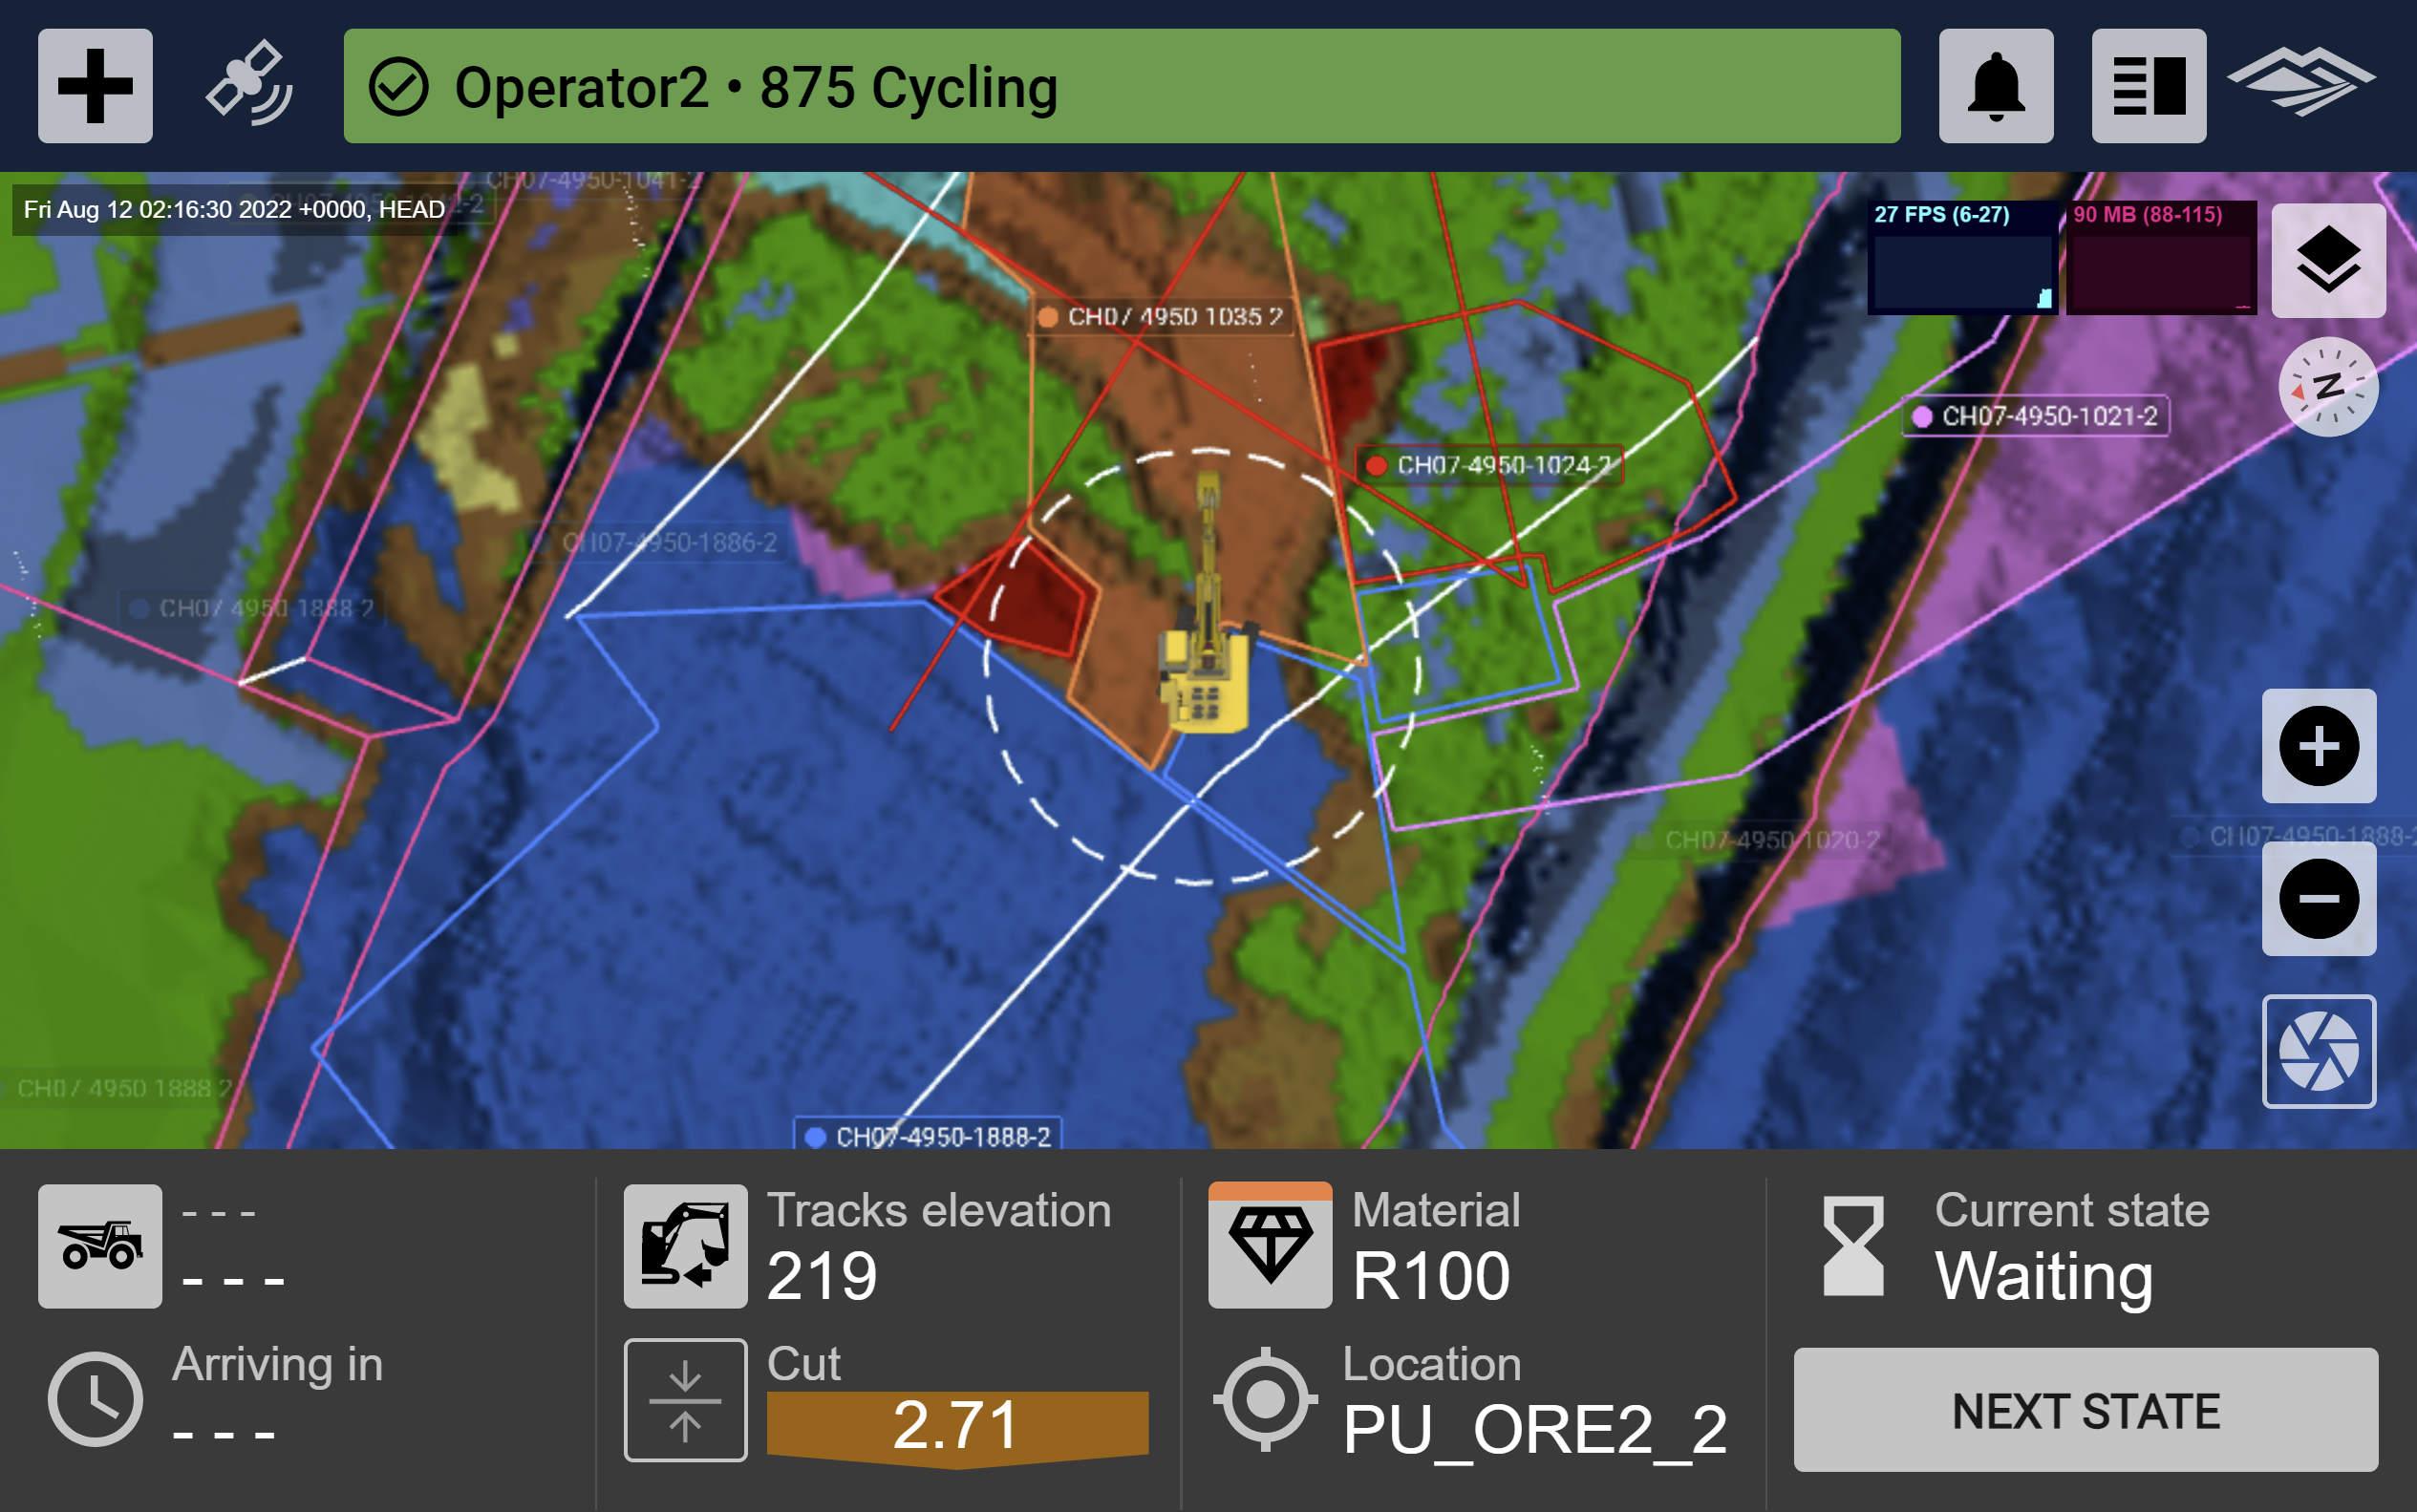 Operator2 • 875 Cycling
CH07-4950-1041-2
Fri Aug 12 02:16:30 2022 +0000, HEAD
27 FPS (6-27)
90 MB (88-115)
CH07 4950 1035 2
N
CH07-4950-1021-2
CH07-4950-1024-2
CH07-4950-1886-2
CH07 4950-1888-2
CH07-4950-1020-2
CH07-4950-1888-2
CH07 4950 1888-2
CH07-4950-1888-2
- - -
- - -
Tracks elevation
219
Material
R100
Current state
Waiting
Arriving in
- - -
Cut
2.71
Location
PU_ORE2_2
NEXT STATE